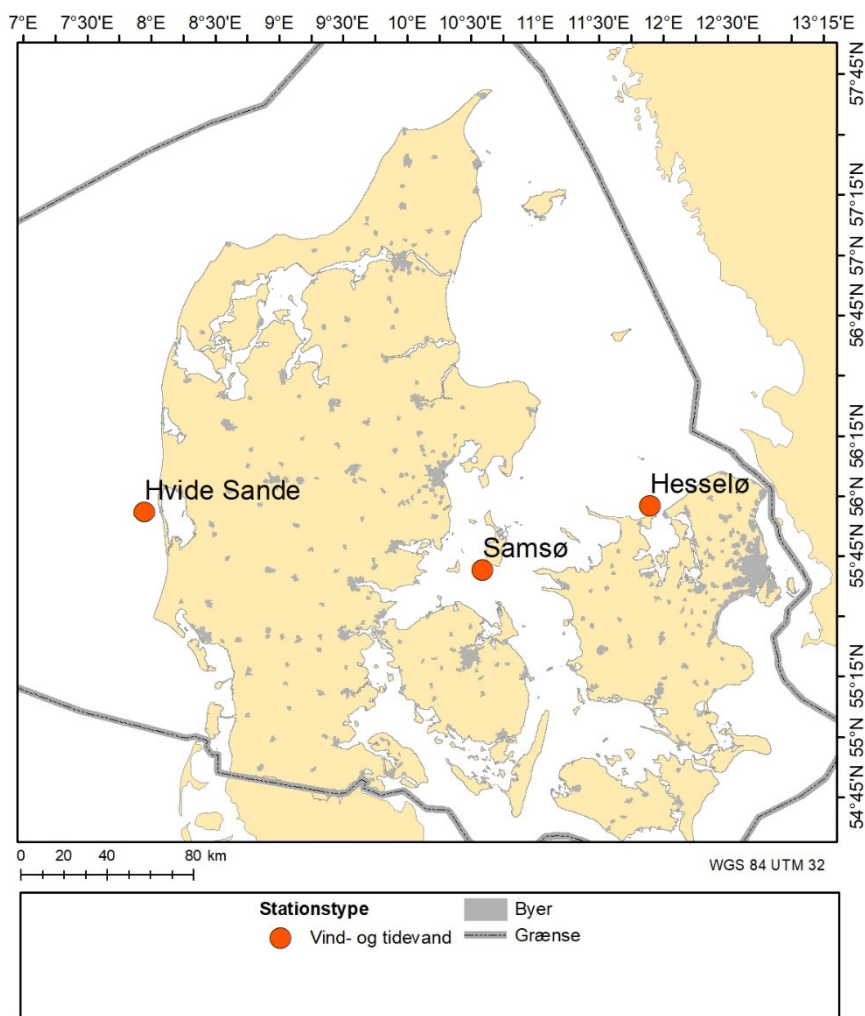 7°E 7°30'E 8°E 8°30'E 9°E 9°30'E 10°E 10°30'E 11°E 11°30'E 12°E 12°30'E 13°15'E
57°45'N
57°15'N
57°N
56°45'N
56°15'N
Hvide Sande
Hesselø
56°N
Samsø
55°45'N
55°15'N
55°N
54°45'N
0 20 40 80 km
WGS 84 UTM 32
Stationstype
Byer
Vind- og tidevand
Grænse